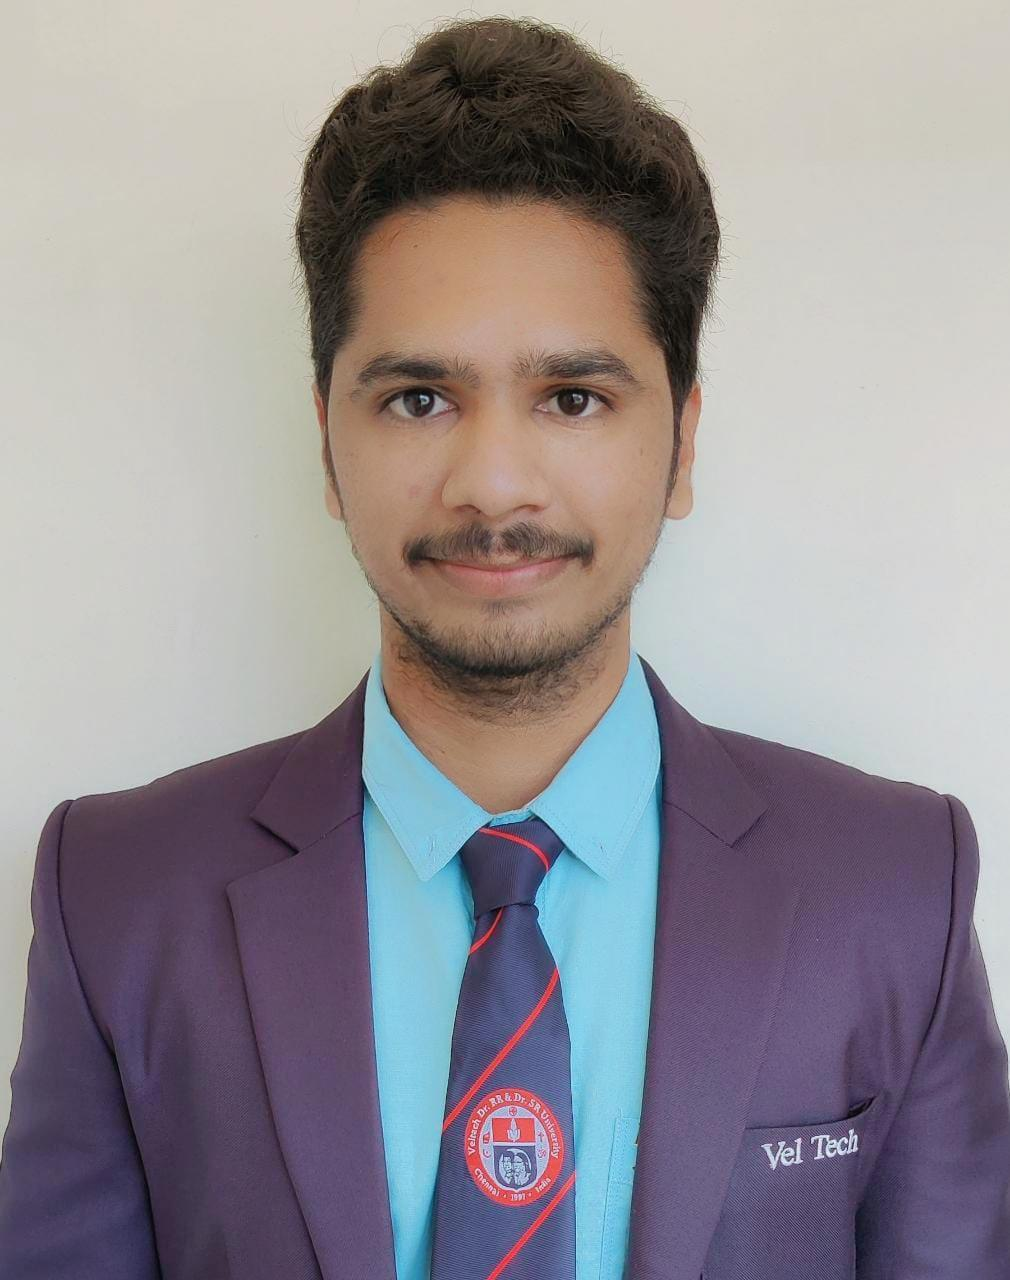 Veltech Dr. RR & Dr. SR University
Chennai • 1997 • India
Vel Tech